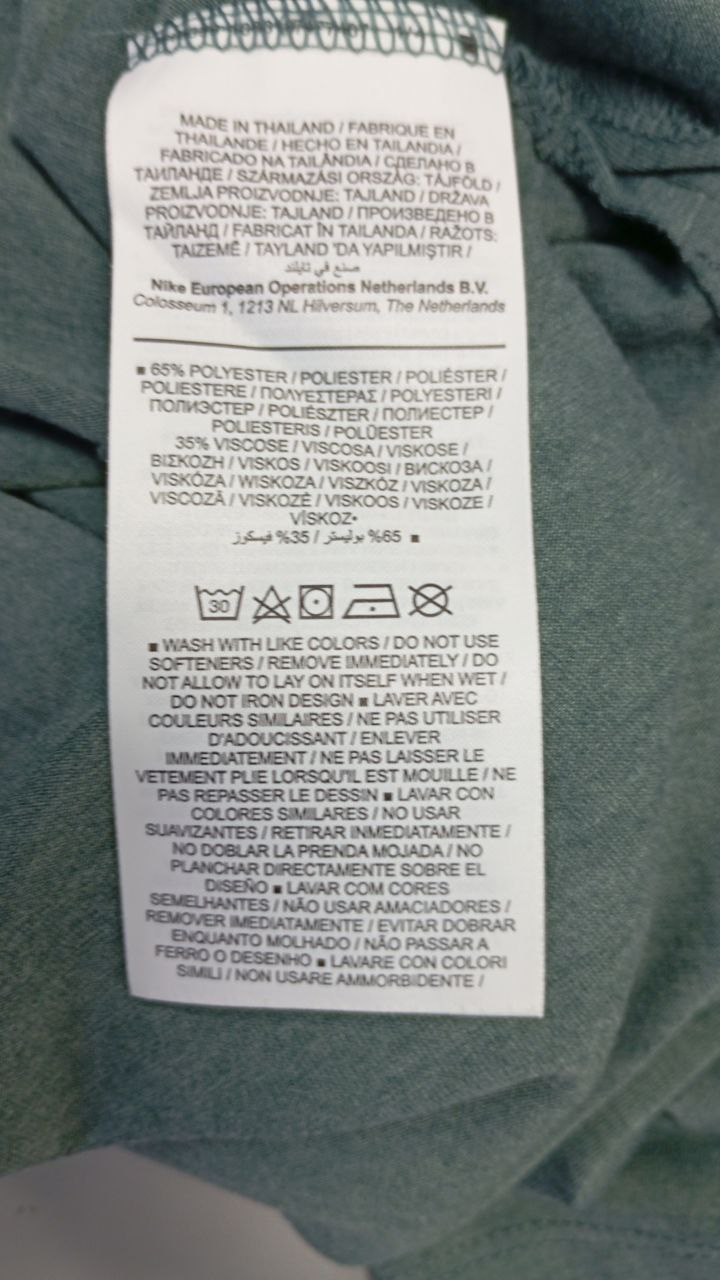 MADE IN THAILAND / FABRIQUE EN
THAILANDE / HECHO EN TAILANDIA /
FABRICADO NA TAILÂNDIA / СДЕЛАНО В
ТАИЛАНДЕ / SZÁRMAZÁSI ORSZÁG: TÁJFÖLD /
ZEMLJA PROIZVODNJE: TAJLAND / DRŽAVA
PROIZVODNJE: TAJLAND / ПРОИЗВЕДЕНО В
ТАЙЛАНД / FABRICAT ÎN TAILANDA / RAŽOTS:
TAIZEMĒ / TAYLAND 'DA YAPILMIŞTIR /
صنع في تايلند
Nike European Operations Netherlands B.V.
Colosseum 1, 1213 NL Hilversum, The Netherlands
■ 65% POLYESTER / POLIESTER / POLIÉSTER /
POLIESTERE / ΠΟΛΥΕΣΤΕΡΑΣ / POLYESTERI /
ПОЛИЭСТЕР / POLIÉSZTER / ПОЛИЕСТЕР /
POLIESTERIS / POLÜESTER
35% VISCOSE / VISCOSA / VISKOSE /
ΒΙΣΚΟΖΗ / VISKOS / VISKOOSI / ВИСКОЗА /
VISKÓZA / WISKOZA / VISZKÓZ / VISKOZA /
VISCOZĂ / VISKOZĖ / VISKOOS / VISKOZE /
VİSKOZ•
■ 65% بوليستر / 35% فيسكوز
30
■ WASH WITH LIKE COLORS / DO NOT USE
SOFTENERS / REMOVE IMMEDIATELY / DO
NOT ALLOW TO LAY ON ITSELF WHEN WET /
DO NOT IRON DESIGN ■ LAVER AVEC
COULEURS SIMILAIRES / NE PAS UTILISER
D'ADOUCISSANT / ENLEVER
IMMEDIATEMENT / NE PAS LAISSER LE
VETEMENT PLIE LORSQU'IL EST MOUILLE / NE
PAS REPASSER LE DESSIN ■ LAVAR CON
COLORES SIMILARES / NO USAR
SUAVIZANTES / RETIRAR INMEDIATAMENTE /
NO DOBLAR LA PRENDA MOJADA / NO
PLANCHAR DIRECTAMENTE SOBRE EL
DISEÑO ■ LAVAR COM CORES
SEMELHANTES / NÃO USAR AMACIADORES /
REMOVER IMEDIATAMENTE / EVITAR DOBRAR
ENQUANTO MOLHADO / NÃO PASSAR A
FERRO O DESENHO ■ LAVARE CON COLORI
SIMILI / NON USARE AMMORBIDENTE /